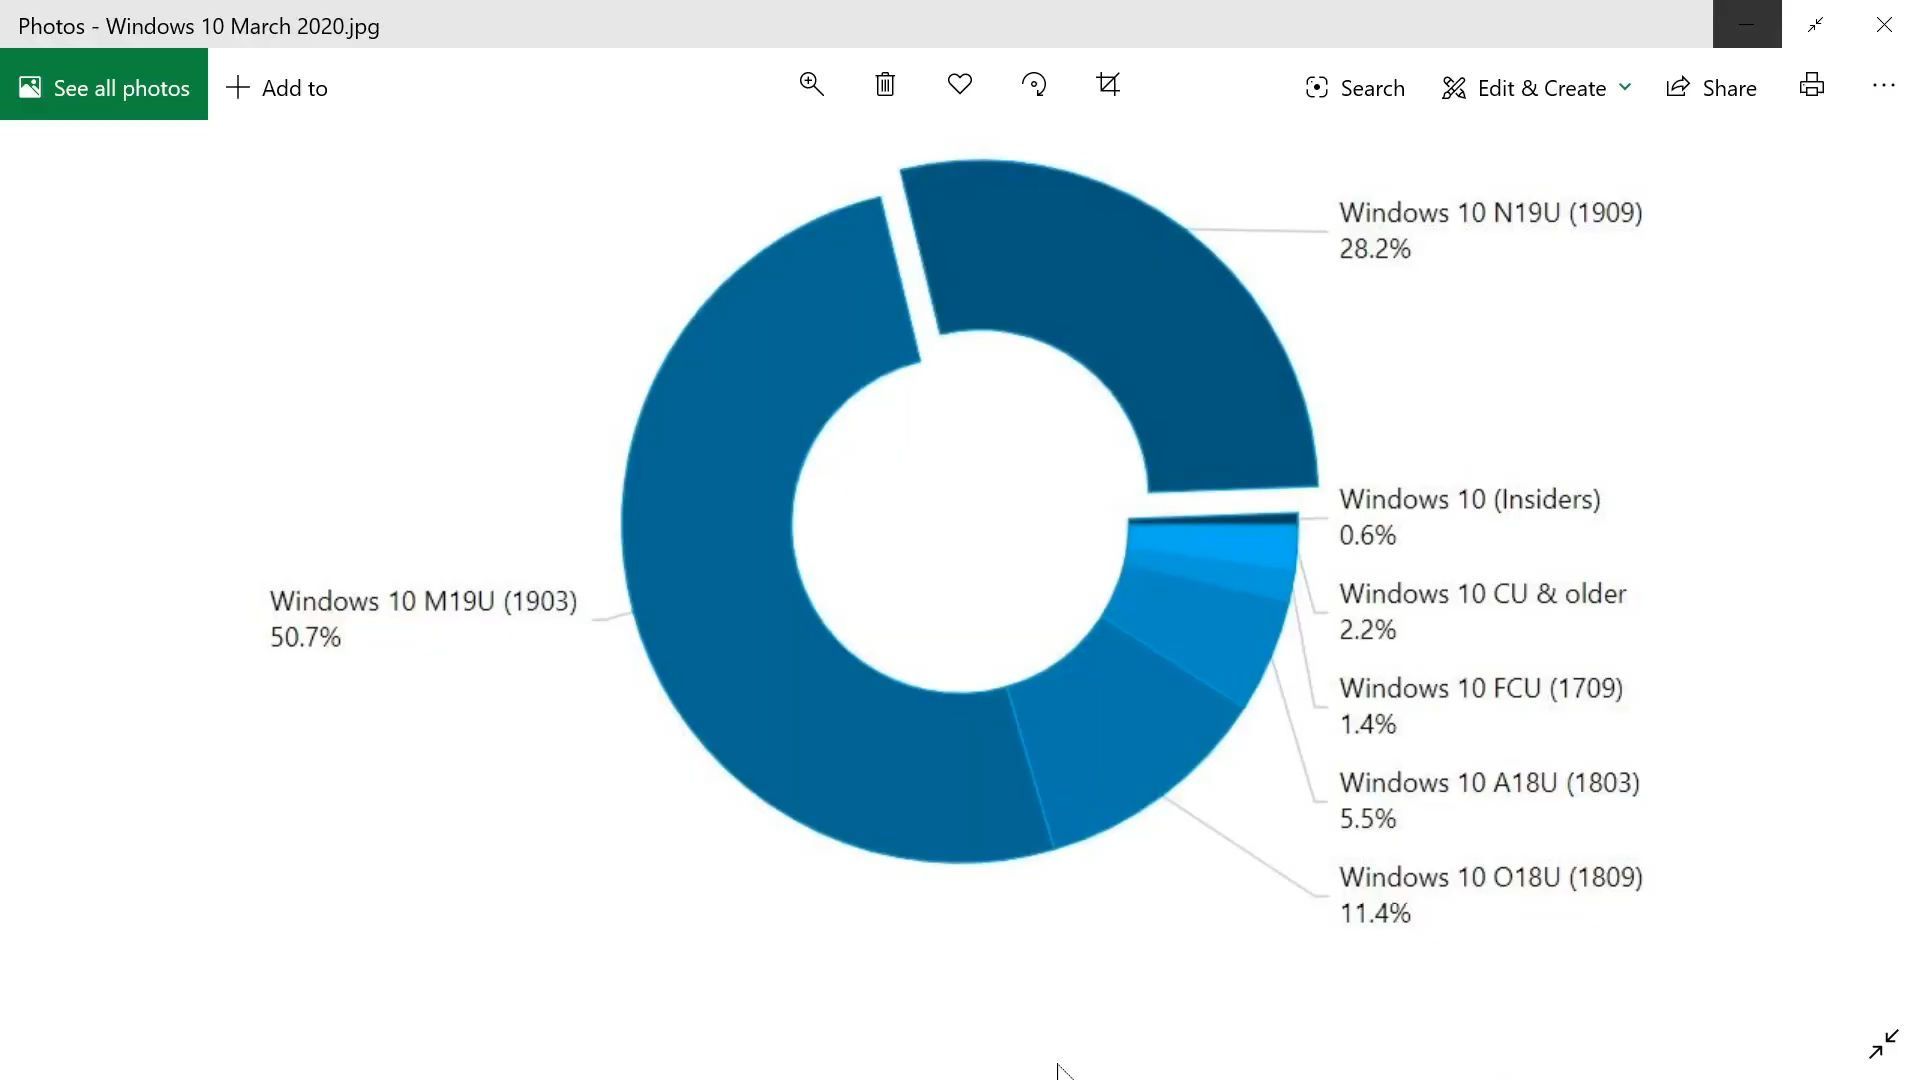 Photos - Windows 10 March 2020.jpg
See all photos
Add to
Search
Edit & Create
Share
Windows 10 N19U (1909)
28.2%
Windows 10 (Insiders)
0.6%
Windows 10 CU & older
2.2%
Windows 10 M19U (1903)
50.7%
Windows 10 FCU (1709)
1.4%
Windows 10 A18U (1803)
5.5%
Windows 10 O18U (1809)
11.4%